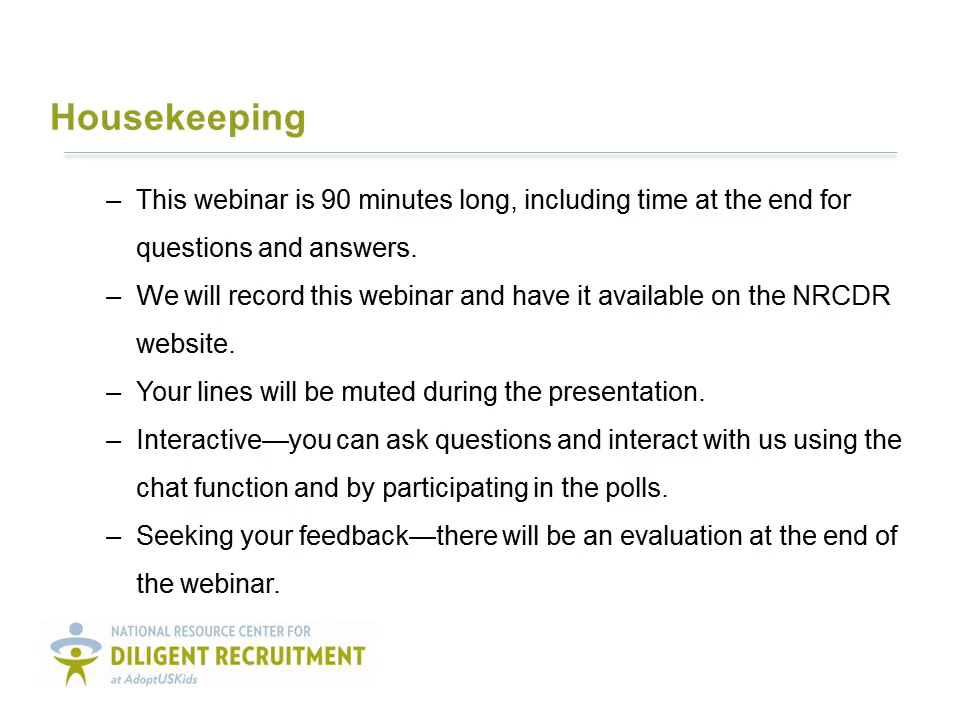 Housekeeping
– This webinar is 90 minutes long, including time at the end for
questions and answers.
– We will record this webinar and have it available on the NRCDR
website.
– Your lines will be muted during the presentation.
– Interactive—you can ask questions and interact with us using the
chat function and by participating in the polls.
– Seeking your feedback—there will be an evaluation at the end of
the webinar.
NATIONAL RESOURCE CENTER FOR
DILIGENT RECRUITMENT
at AdoptUSKids